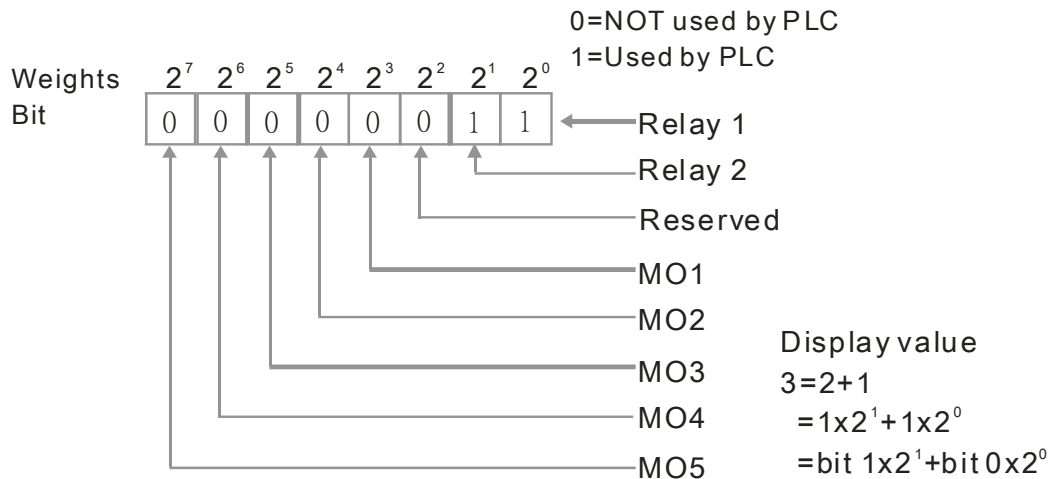 0=NOT used by PLC
1=Used by PLC
Weights 2⁷ 2⁶ 2⁵ 2⁴ 2³ 2² 2¹ 2⁰
Bit 0 0 0 0 0 0 1 1
Relay 1
Relay 2
Reserved
MO1
MO2
MO3
MO4
MO5
Display value
3=2+1
=1x2¹+1x2⁰
=bit 1x2¹+bit 0x2⁰